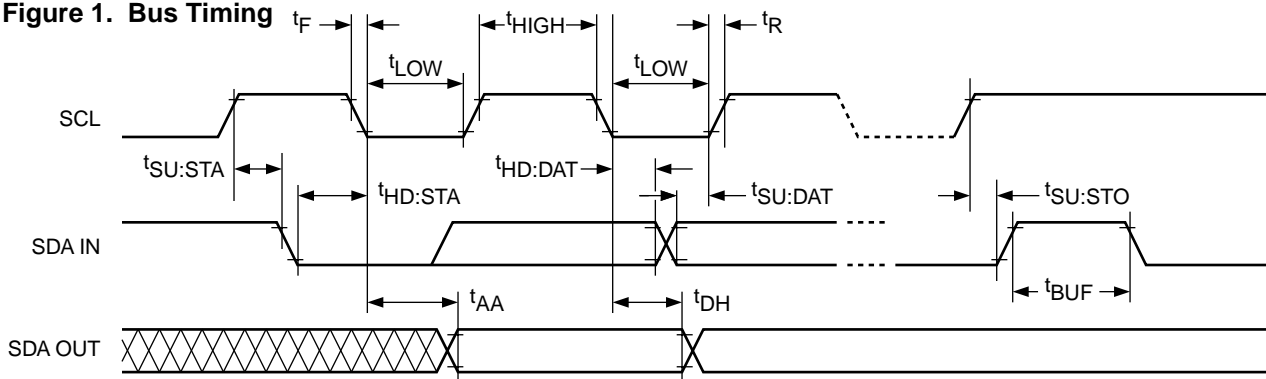 Figure 1. Bus Timing
tF
tHIGH
tR
tLOW
tLOW
SCL
tSU:STA
tHD:STA
tHD:DAT
tSU:DAT
tSU:STO
SDA IN
tBUF
tAA
tDH
SDA OUT